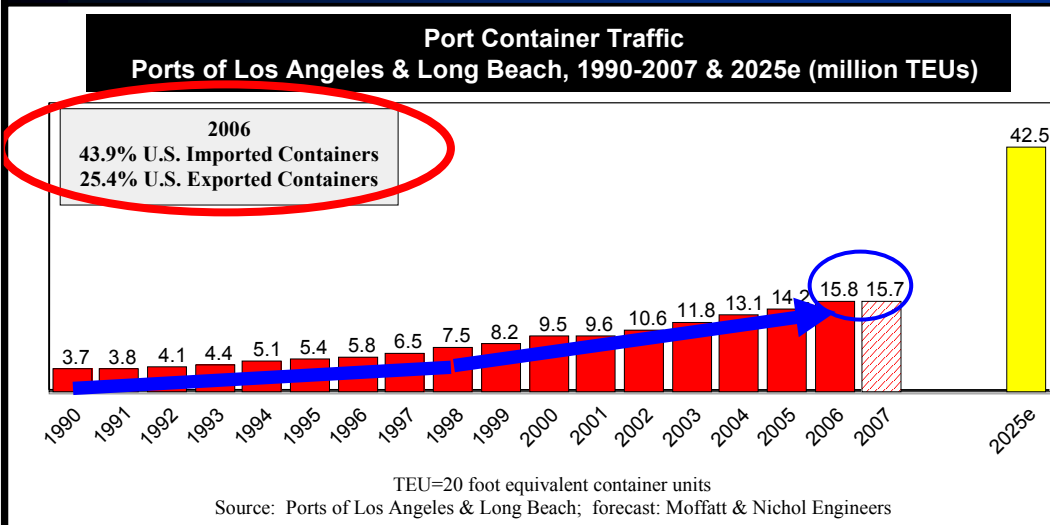 Port Container Traffic
Ports of Los Angeles & Long Beach, 1990-2007 & 2025e (million TEUs)
2006
43.9% U.S. Imported Containers
25.4% U.S. Exported Containers
3.7 3.8 4.1 4.4 5.1 5.4 5.8 6.5 7.5 8.2 9.5 9.6 10.6 11.8 13.1 14.2 15.8 15.7 42.5
1990 1991 1992 1993 1994 1995 1996 1997 1998 1999 2000 2001 2002 2003 2004 2005 2006 2007 2025e
TEU=20 foot equivalent container units
Source: Ports of Los Angeles & Long Beach; forecast: Moffatt & Nichol Engineers